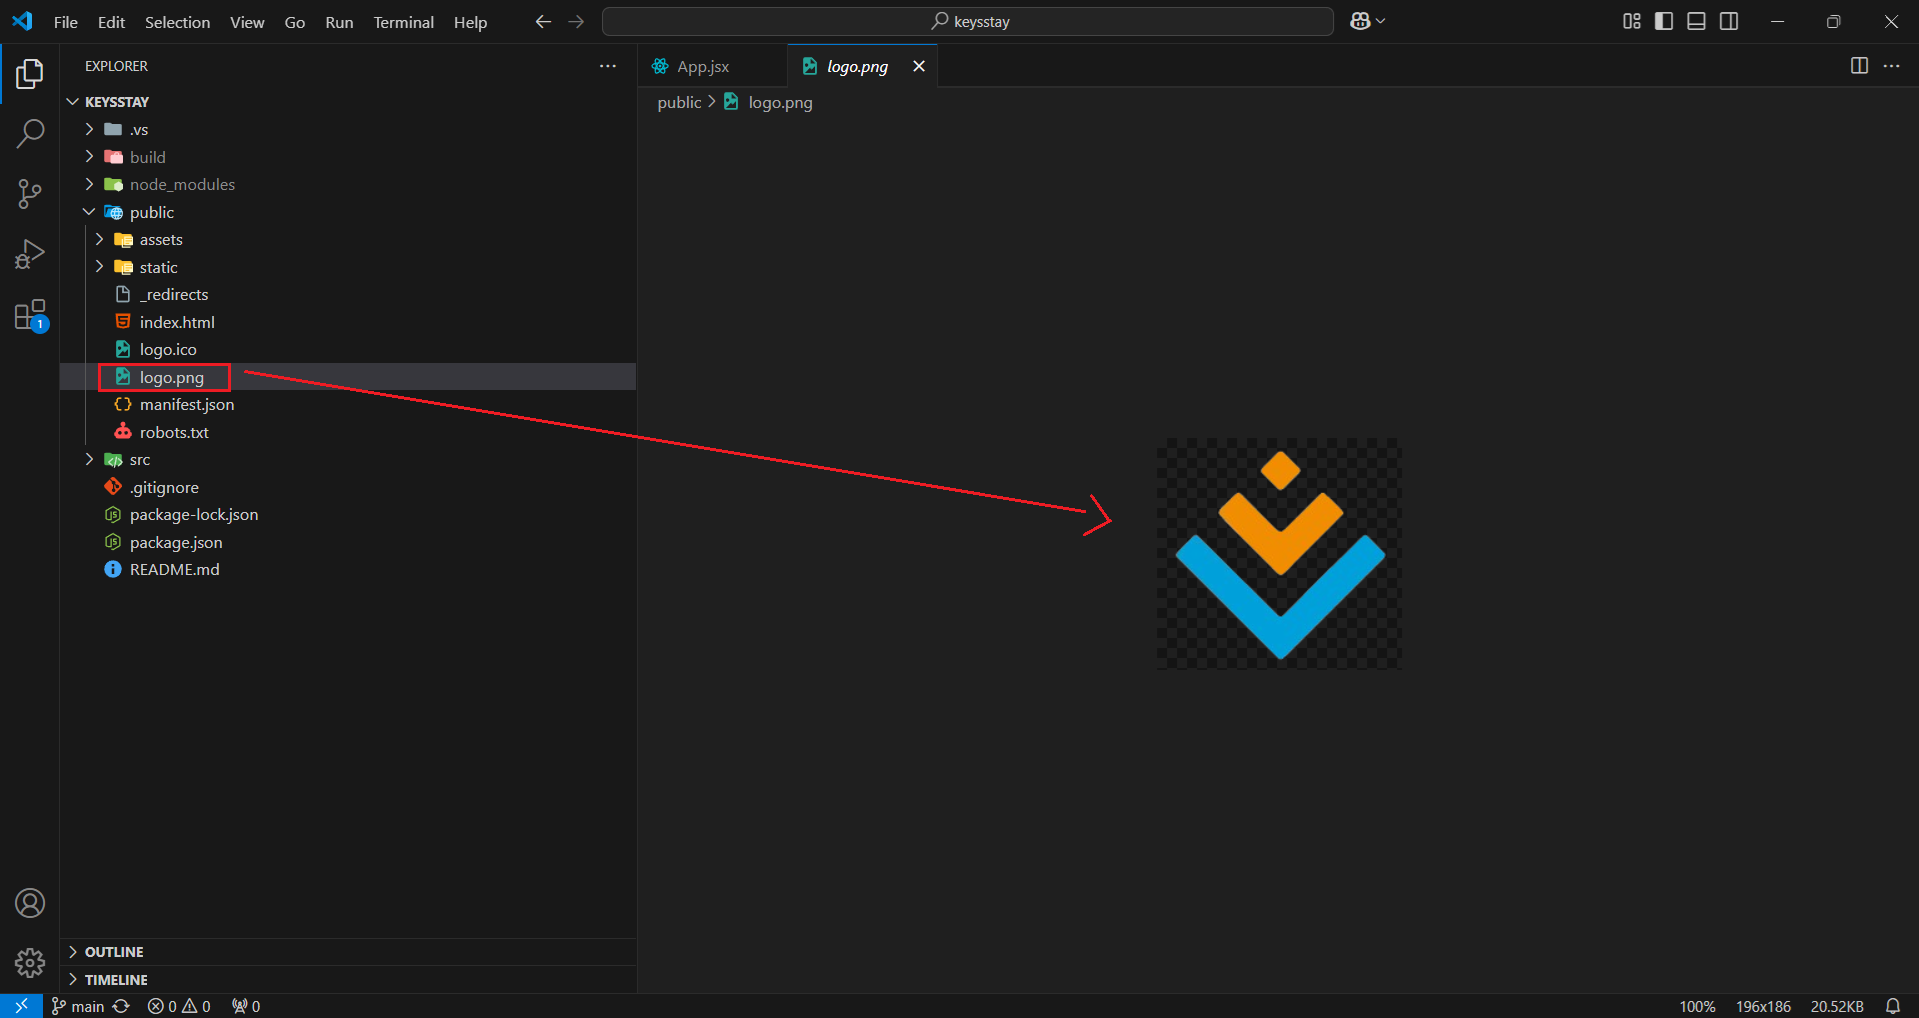 File Edit Selection View Go Run Terminal Help keysstay
EXPLORER
KEYSSTAY
.vs
build
node_modules
public
assets
static
_redirects
index.html
logo.ico
logo.png
manifest.json
robots.txt
src
.gitignore
package-lock.json
package.json
README.md
OUTLINE
TIMELINE
App.jsx logo.png
public logo.png
1
main 0 0 0 100% 196x186 20.52KB